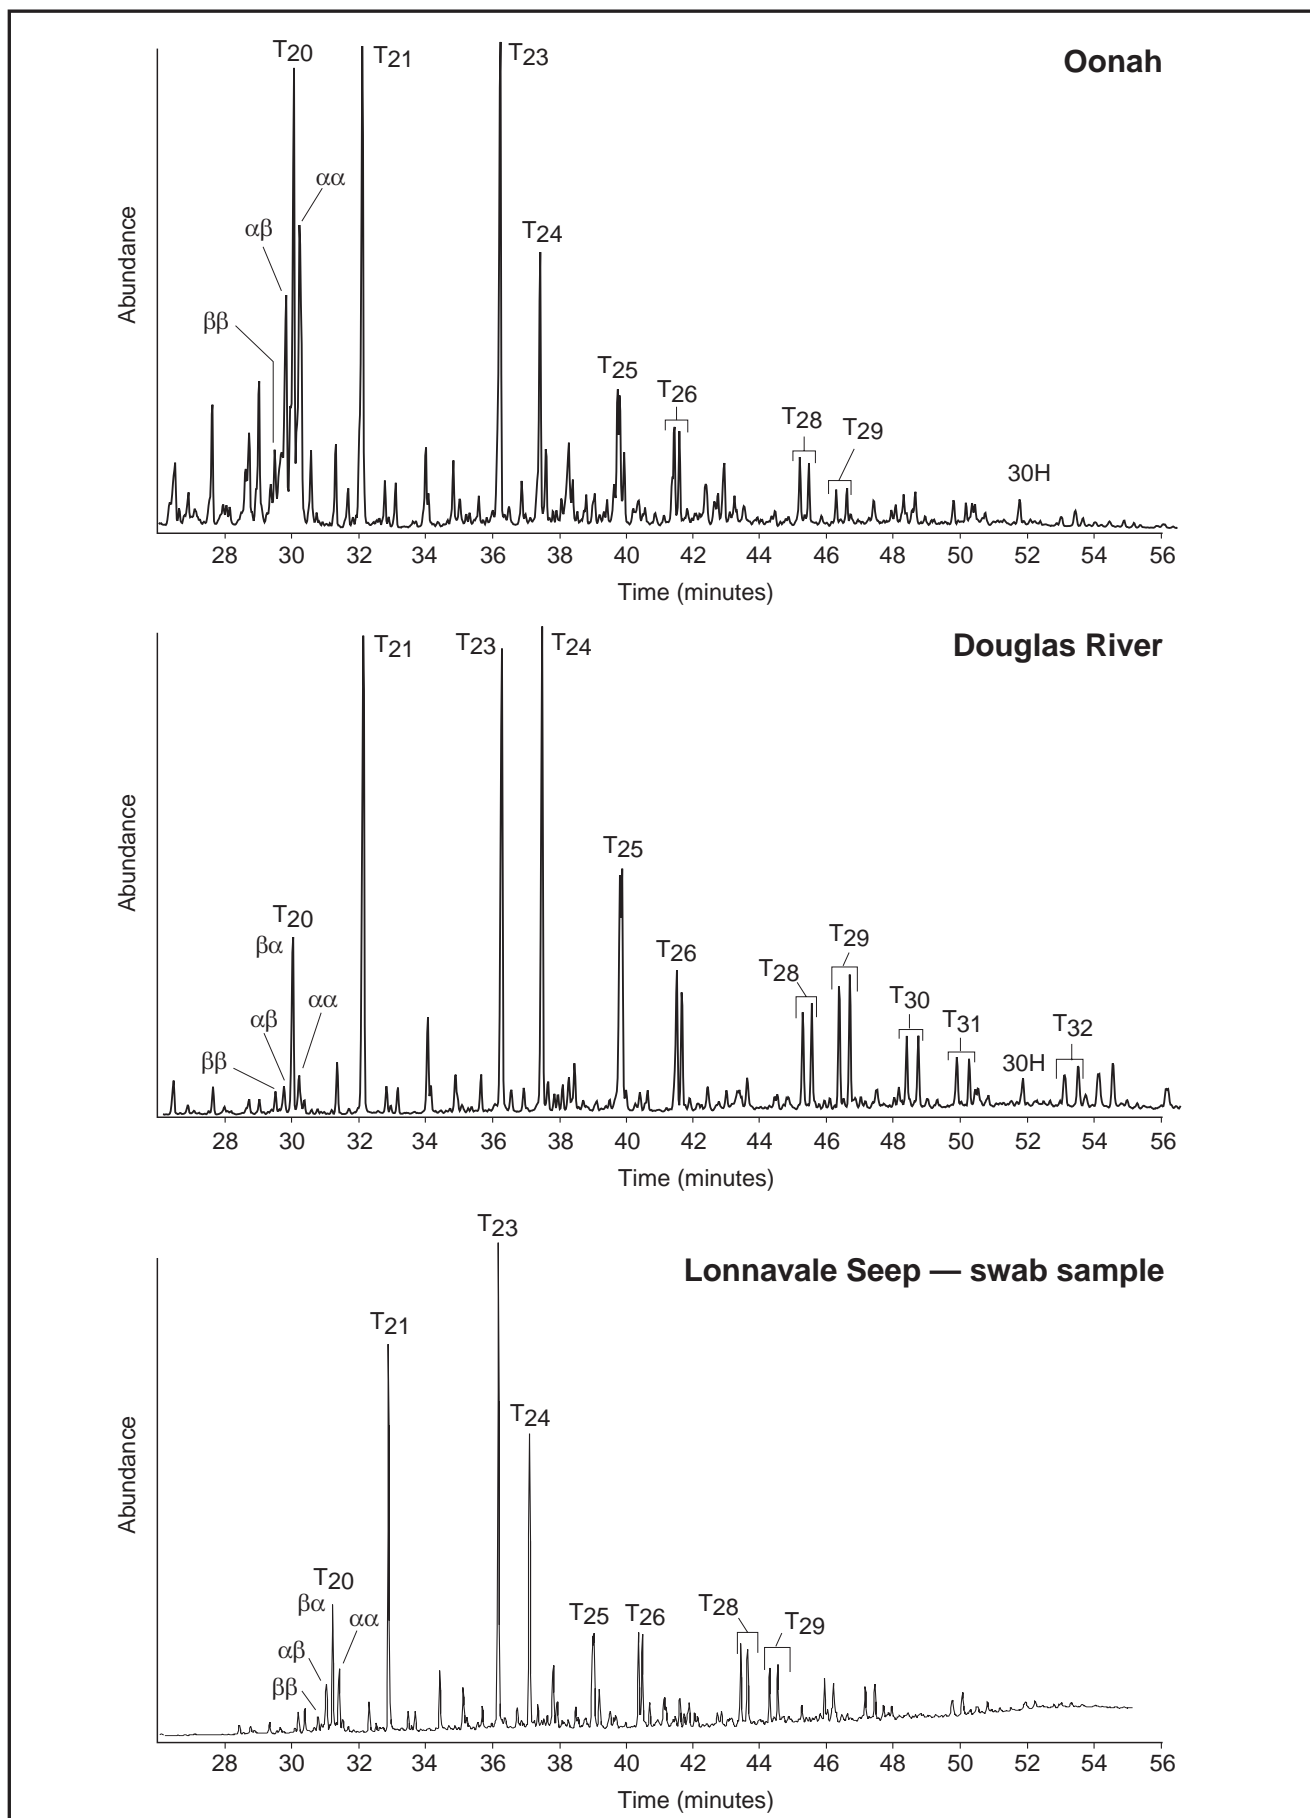 Oonah
T20
T21
T23
αα
αβ
T24
ββ
T25
T26
T28
T29
30H
Abundance
28 30 32 34 36 38 40 42 44 46 48 50 52 54 56
Time (minutes)
Douglas River
T21
T23
T24
T25
T20
βα
αα
αβ
ββ
T26
T28
T29
T30
T31
30H
T32
Abundance
28 30 32 34 36 38 40 42 44 46 48 50 52 54 56
Time (minutes)
Lonnavale Seep — swab sample
T23
T21
T24
T20
βα
αα
αβ
ββ
T25
T26
T28
T29
Abundance
28 30 32 34 36 38 40 42 44 46 48 50 52 54 56
Time (minutes)